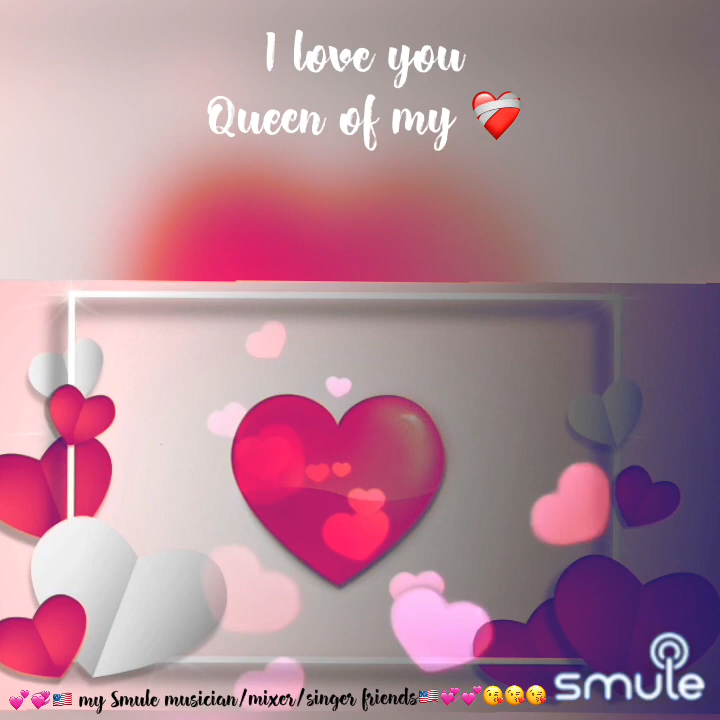 I love you
Queen of my ❤️‍🩹
💕💞🇺🇸 my Smule musician/mixer/singer friends🇺🇸💞💕😘😘😘
smule